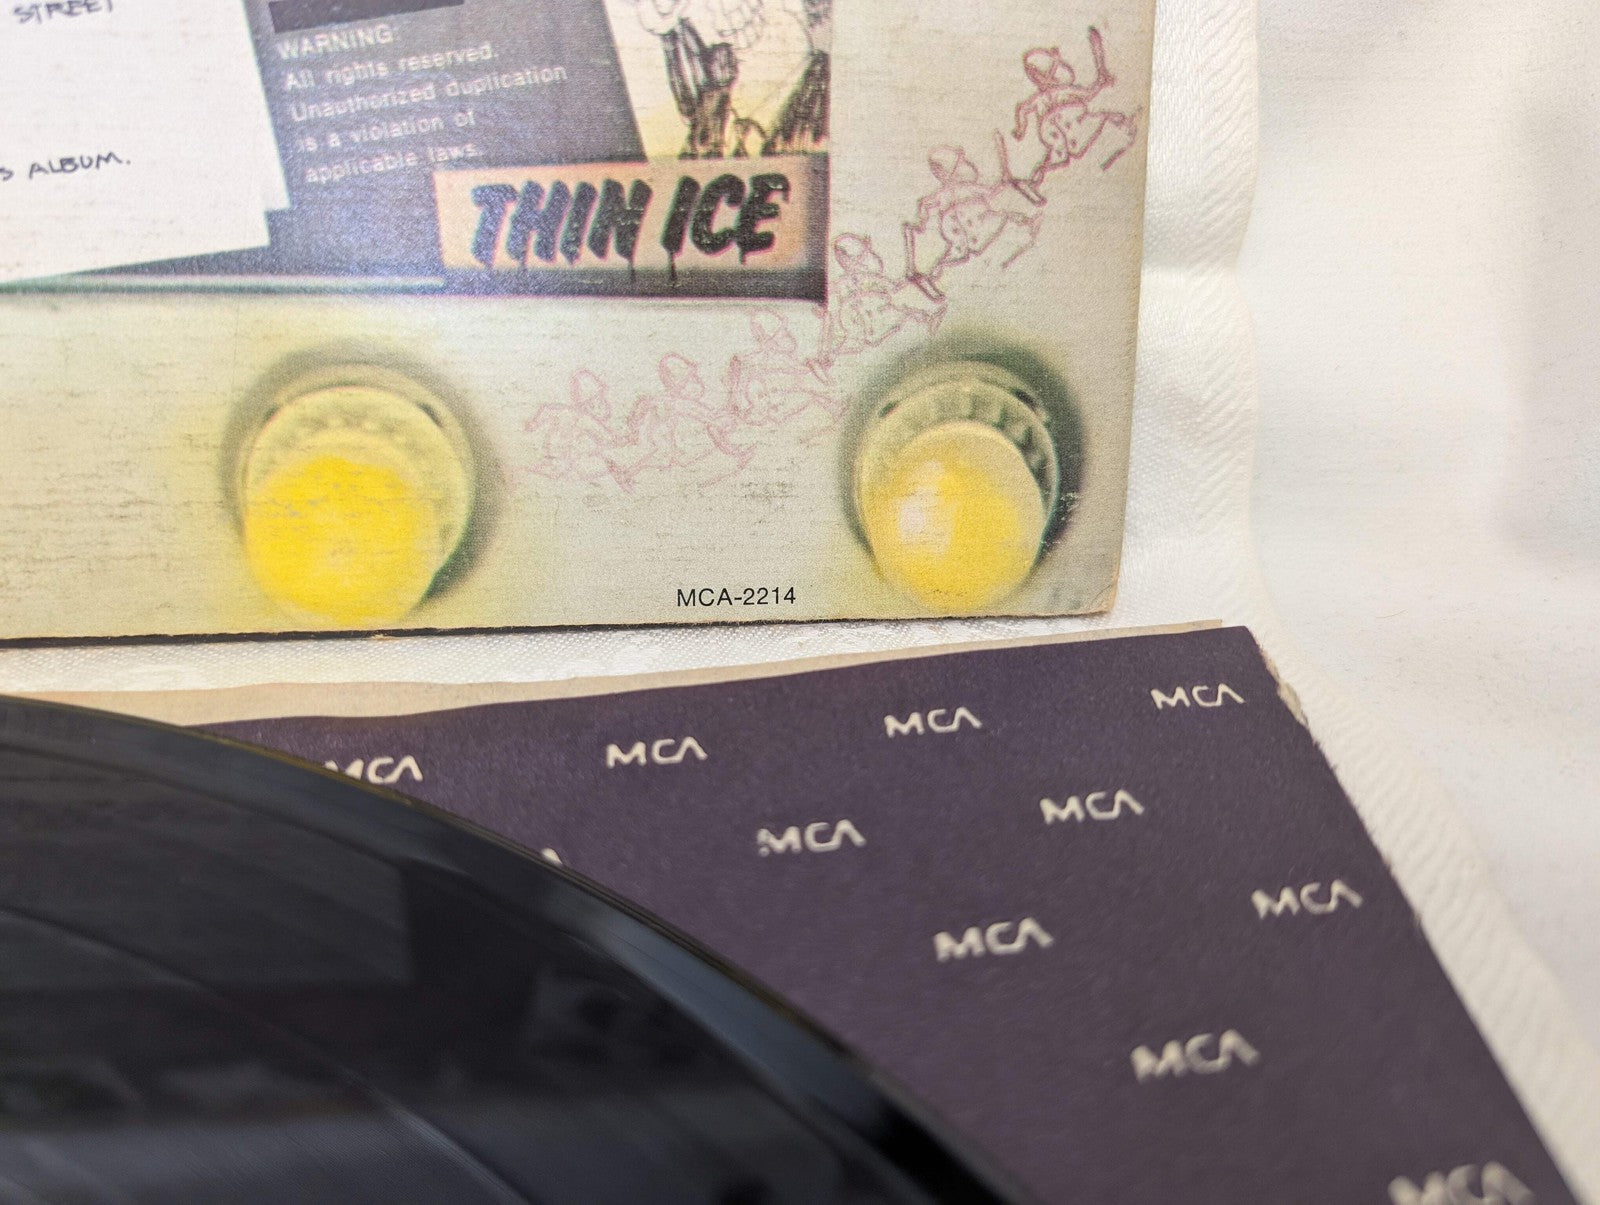 STREET
ALBUM.
WARNING:
All rights reserved.
Unauthorized duplication
is a violation of
applicable laws.
THIN ICE
MCA-2214
MCA MCA MCA MCA
MCA MCA
MCA MCA
MCA
MCA